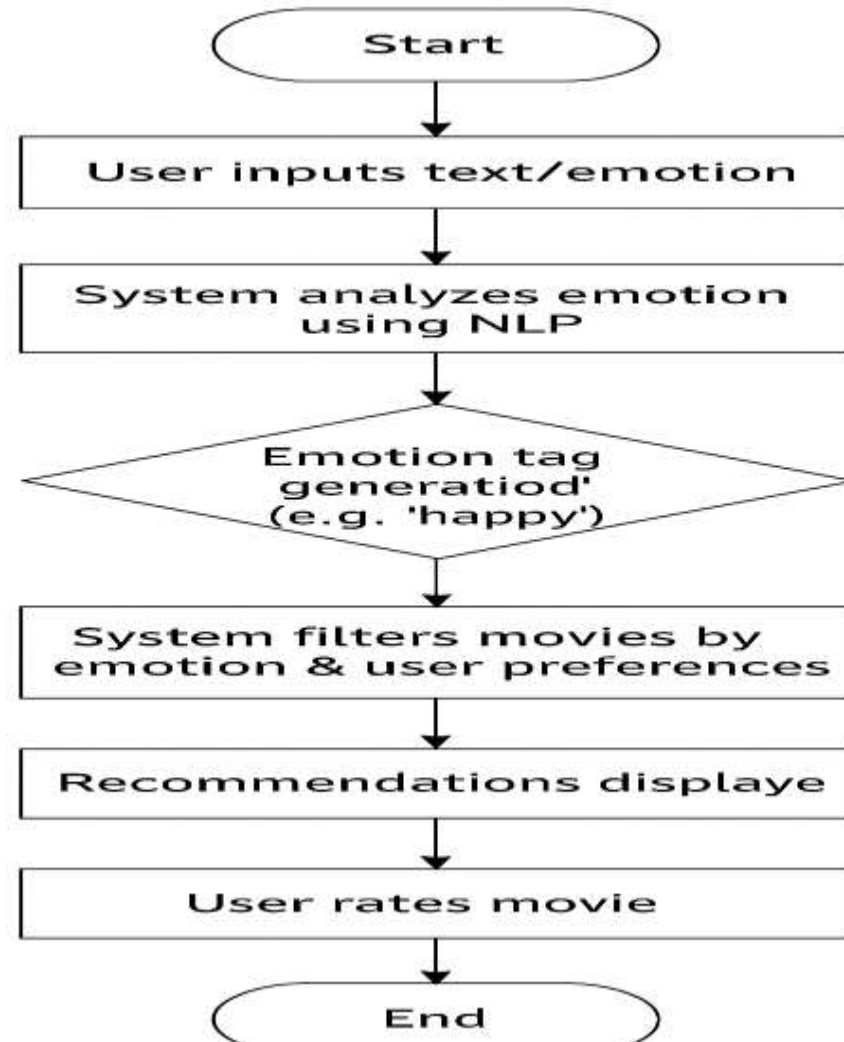 Start
User inputs text/emotion
System analyzes emotion
using NLP
Emotion tag
generatiod'
(e.g. 'happy')
System filters movies by
emotion & user preferences
Recommendations displaye
User rates movie
End